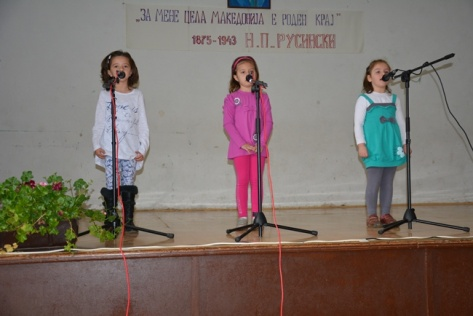 „ЗА МЕНЕ ЦЕЛА МАКЕДОНИЈА Е РОДЕН КРАЈ"
1875-1943 Н.П.РУСИНСКИ